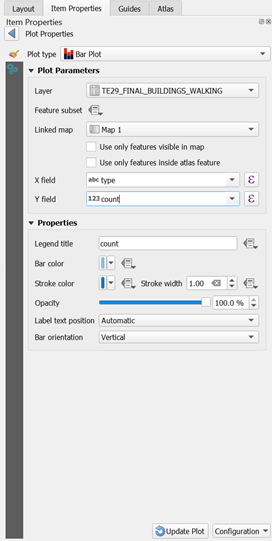 Layout Item Properties Guides Atlas
Item Properties
Plot Properties
Plot type Bar Plot
Plot Parameters
Layer TE29_FINAL_BUILDINGS_WALKING
Feature subset
Linked map Map 1
Use only features visible in map
Use only features inside atlas feature
X field abc type ε
Y field 123 count ε
Properties
Legend title count
Bar color
Stroke color Stroke width 1.00
Opacity 100.0 %
Label text position Automatic
Bar orientation Vertical
Update Plot Configuration